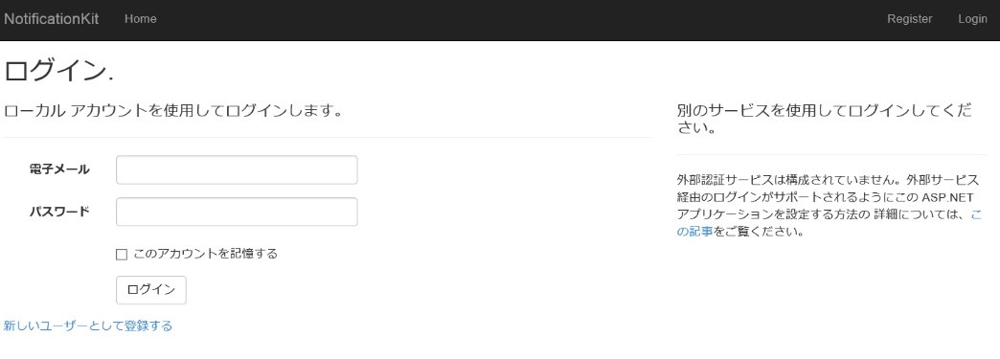 NotificationKit Home Register Login
ログイン.
ローカル アカウントを使用してログインします。
電子メール
パスワード
このアカウントを記憶する
ログイン
新しいユーザーとして登録する
別のサービスを使用してログインしてくだ
さい。
外部認証サービスは構成されていません。外部サービス
経由のログインがサポートされるようにこの ASP.NET
アプリケーションを設定する方法の 詳細については、こ
の記事をご覧ください。